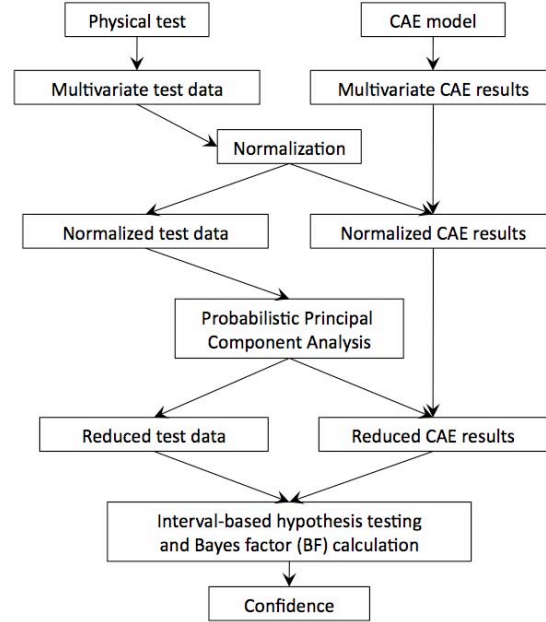 Physical test
CAE model
Multivariate test data
Multivariate CAE results
Normalization
Normalized test data
Normalized CAE results
Probabilistic Principal
Component Analysis
Reduced test data
Reduced CAE results
Interval-based hypothesis testing
and Bayes factor (BF) calculation
Confidence